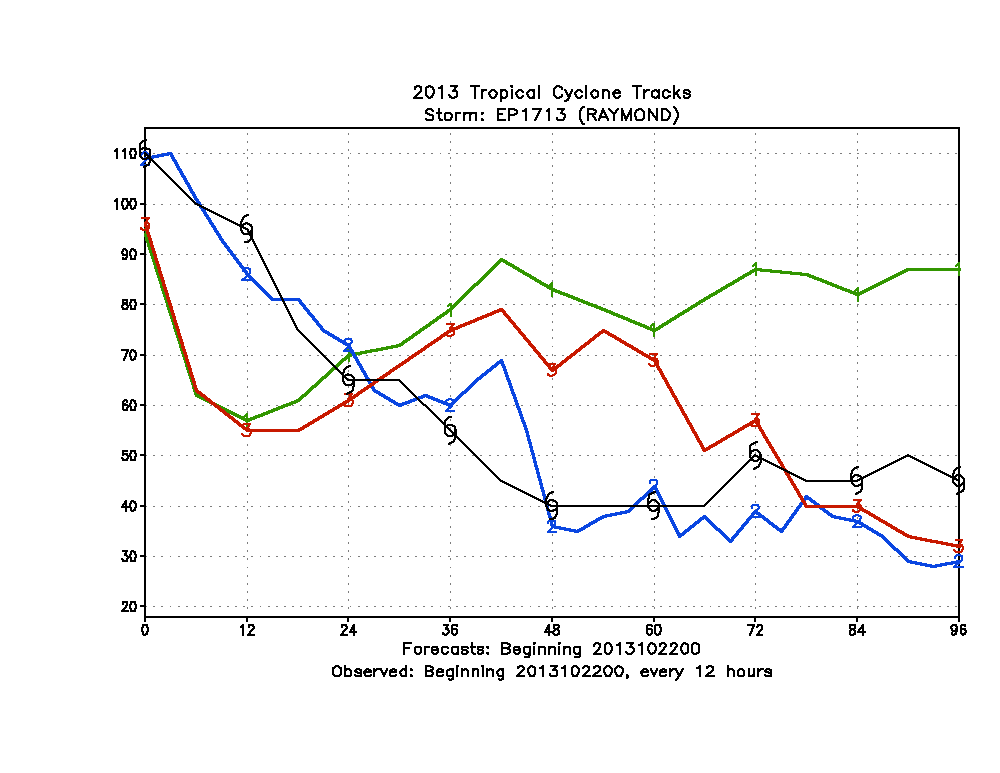 2013 Tropical Cyclone Tracks
Storm: EP1713 (RAYMOND)
110
100
90
80
70
60
50
40
30
20
0 12 24 36 48 60 72 84 96
Forecasts: Beginning 2013102200
Observed: Beginning 2013102200, every 12 hours